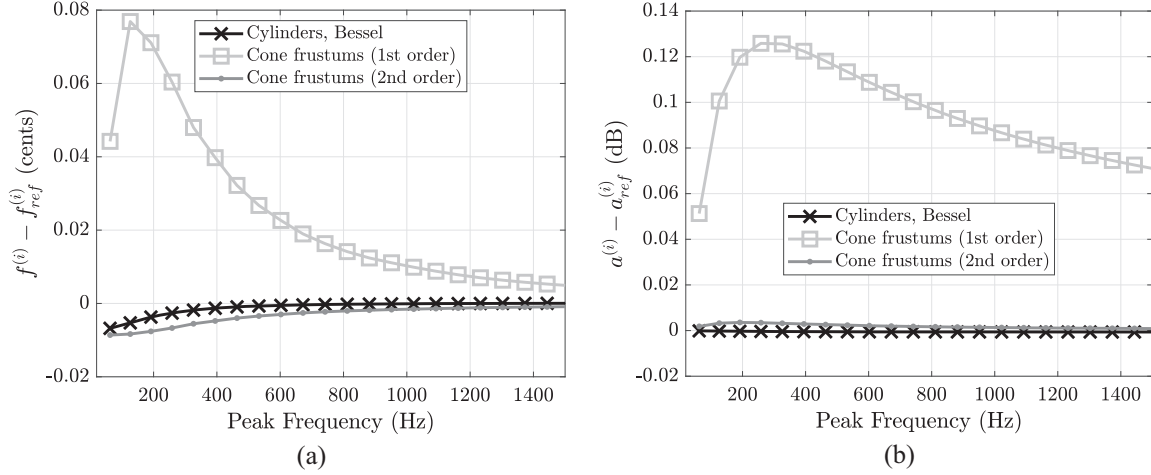 0.08
0.06
0.04
0.02
0
-0.02
f^{(i)} − f_{ref}^{(i)} (cents)
Cylinders, Bessel
Cone frustums (1st order)
Cone frustums (2nd order)
200 400 600 800 1000 1200 1400
Peak Frequency (Hz)
(a)
0.14
0.12
0.1
0.08
0.06
0.04
0.02
0
-0.02
a^{(i)} − a_{ref}^{(i)} (dB)
Cylinders, Bessel
Cone frustums (1st order)
Cone frustums (2nd order)
200 400 600 800 1000 1200 1400
Peak Frequency (Hz)
(b)